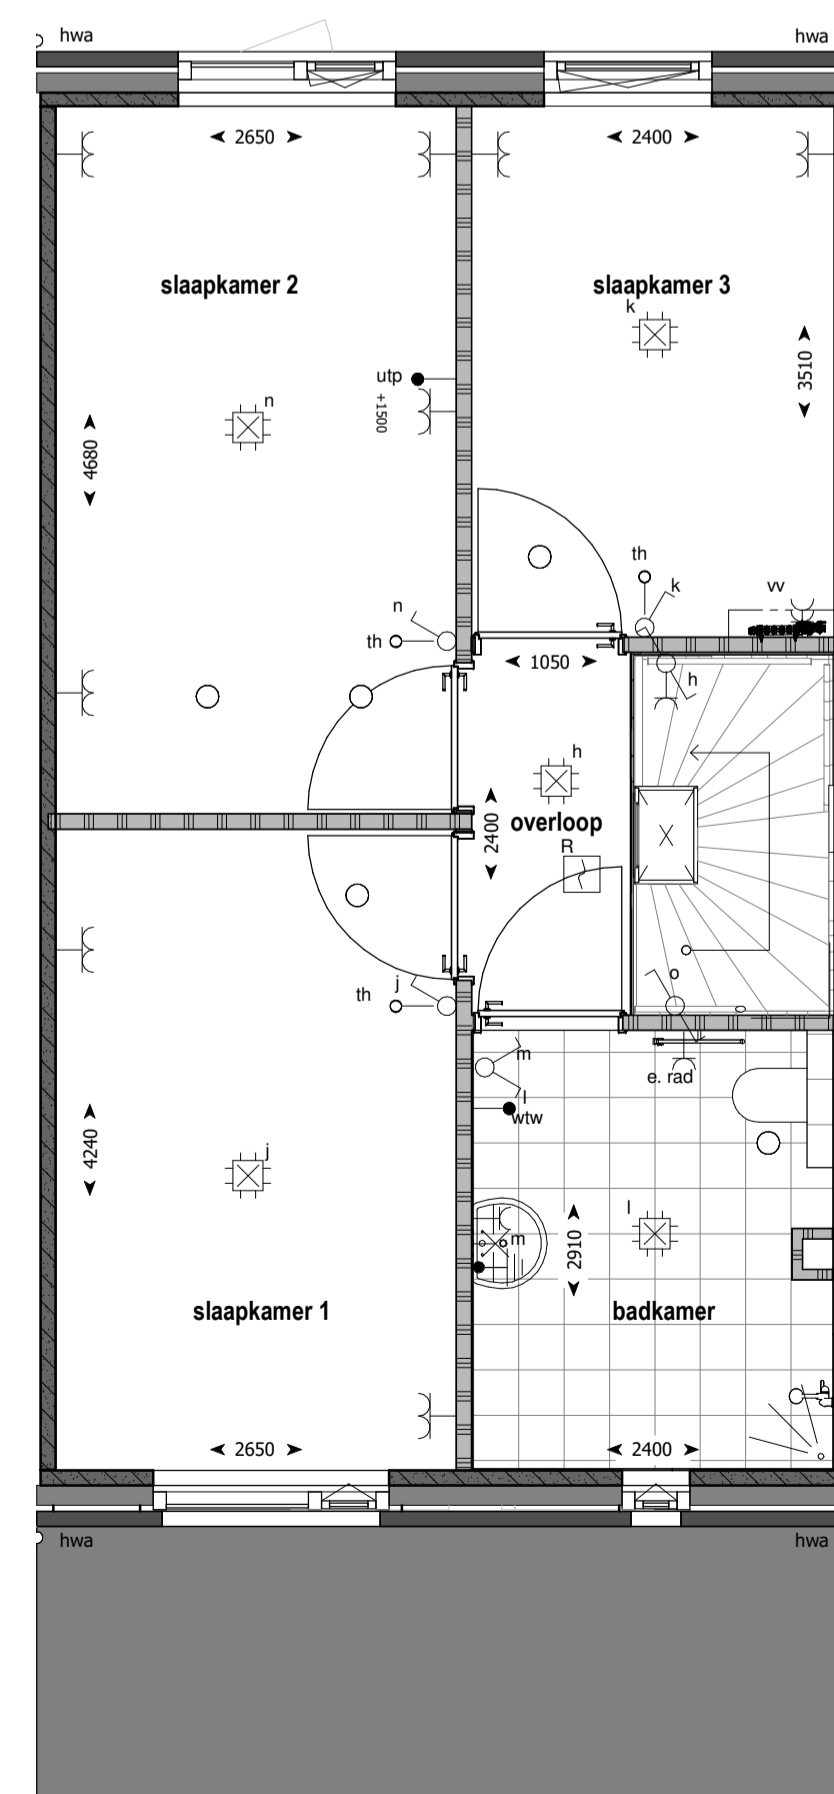 hwa hwa
2650 2400
slaapkamer 2 slaapkamer 3
k
3510
utp
n +1500
4680
th
n k vv
th
1050 h
h
2400 overloop
R
j o
th
m e. rad
l
wtw
4240
j
l
m 2910
slaapkamer 1 badkamer
2650 2400
hwa hwa